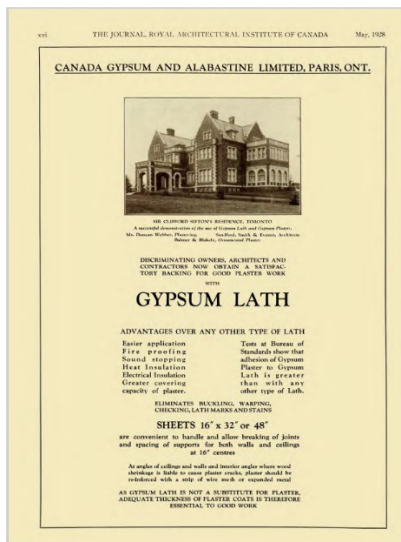 xvi THE JOURNAL, ROYAL ARCHITECTURAL INSTITUTE OF CANADA May, 1928
CANADA GYPSUM AND ALABASTINE LIMITED, PARIS, ONT.
SIR CLIFFORD SIFTON'S RESIDENCE, TORONTO
A successful demonstration of the use of Gypsum Lath and Gypsum Plaster.
Mr. Duncan Webber, Plastering. Smith & Architects
Ornamental Plaster
DISCRIMINATING OWNERS, ARCHITECTS AND
CONTRACTORS NOW OBTAIN A SATISFAC-
TORY BACKING FOR GOOD PLASTER WORK
WITH
GYPSUM LATH
ADVANTAGES OVER ANY OTHER TYPE OF LATH
Easier application
Fire proofing
Sound stopping
Heat Insulation
Electrical Insulation
Greater covering
capacity of plaster.
Tests at Bureau of
Standards show that
adhesion of Gypsum
Plaster to Gypsum
Lath is greater
than with any
other type of Lath.
ELIMINATES BUCKLING, WARPING,
CHECKING, LATH MARKS AND STAINS
SHEETS 16" x 32" or 48"
are convenient to handle and allow breaking of joints
and spacing of supports for both walls and ceilings
at 16" centres
At angles of ceilings and walls and interior angles where wood
shrinkage is liable to cause plaster cracks, plaster should be
re-inforced with a strip of wire mesh or expanded metal
AS GYPSUM LATH IS NOT A SUBSTITUTE FOR PLASTER,
ADEQUATE THICKNESS OF PLASTER COATS IS THEREFORE
ESSENTIAL TO GOOD WORK